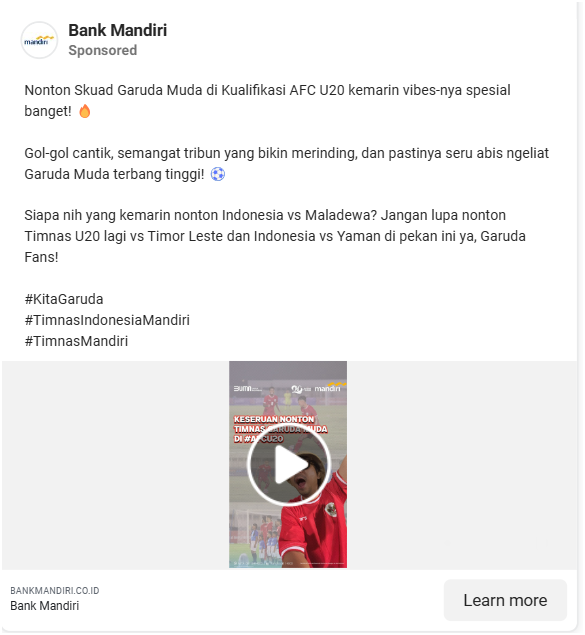 Bank Mandiri
mandiri
Sponsored
Nonton Skuad Garuda Muda di Kualifikasi AFC U20 kemarin vibes-nya spesial
banget! 🔥
Gol-gol cantik, semangat tribun yang bikin merinding, dan pastinya seru abis ngeliat
Garuda Muda terbang tinggi! ⚽
Siapa nih yang kemarin nonton Indonesia vs Maladewa? Jangan lupa nonton
Timnas U20 lagi vs Timor Leste dan Indonesia vs Yaman di pekan ini ya, Garuda
Fans!
#KitaGaruda
#TimnasIndonesiaMandiri
#TimnasMandiri
BUMN
mandiri
KESERUAN NONTON
TIMNAS GARUDA MUDA
DI #AFCU20
BANKMANDIRI.CO.ID
Bank Mandiri
Learn more